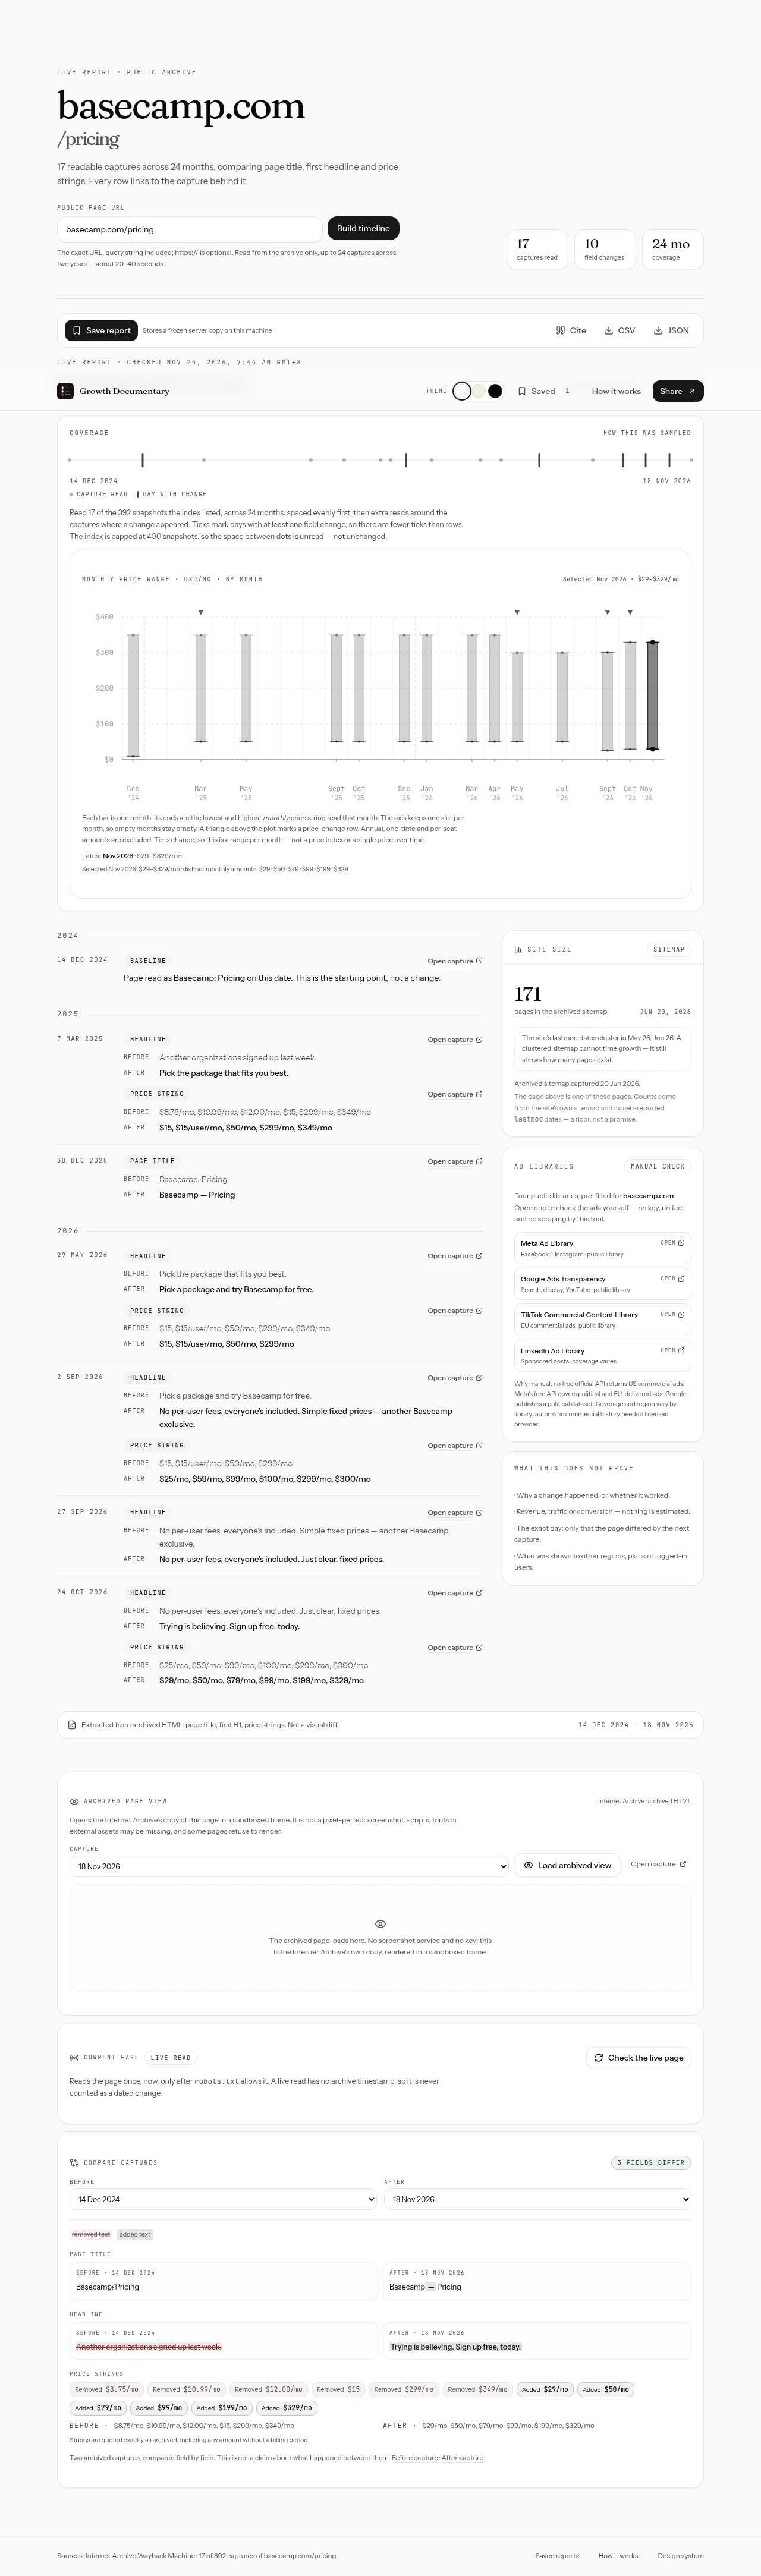 LIVE REPORT · PUBLIC ARCHIVE
basecamp.com
/pricing
17 readable captures across 24 months, comparing page title, first headline and price
strings. Every row links to the capture behind it.
PUBLIC PAGE URL
basecamp.com/pricing
Build timeline
The exact URL, query string included; https:// is optional. Read from the archive only, up to 24 captures across
two years — about 20–40 seconds.
17
captures read
10
field changes
24 mo
coverage
Save report
Stores a frozen server copy on this machine
Cite
CSV
JSON
LIVE REPORT · CHECKED NOV 24, 2026, 7:44 AM GMT+8
Growth Documentary
THEME
Saved 1
How it works
Share
COVERAGE
HOW THIS WAS SAMPLED
14 DEC 2024
18 NOV 2026
CAPTURE READ
DAY WITH CHANGE
Read 17 of the 392 snapshots the index listed, across 24 months: spaced evenly first, then extra reads around the
captures where a change appeared. Ticks mark days with at least one field change, so there are fewer ticks than rows.
The index is capped at 400 snapshots, so the space between dots is unread — not unchanged.
MONTHLY PRICE RANGE · USD/MO · BY MONTH
Selected Nov 2026 · $29–$329/mo
$400
$300
$200
$100
$0
Dec Mar May Sept Oct Dec Jan Mar Apr May Jul Sept Oct Nov
'24 '25 '25 '25 '25 '25 '26 '26 '26 '26 '26 '26 '26 '26
Each bar is one month: its ends are the lowest and highest monthly price string read that month. The axis keeps one slot per
month, so empty months stay empty. A triangle above the plot marks a price-change row. Annual, one-time and per-seat
amounts are excluded. Tiers change, so this is a range per month — not a price index or a single price over time.
Latest Nov 2026 · $29–$329/mo
Selected Nov 2026: $29–$329/mo · distinct monthly amounts: $29 · $50 · $79 · $99 · $199 · $329
2024
14 DEC 2024
BASELINE
Open capture
Page read as Basecamp: Pricing on this date. This is the starting point, not a change.
2025
7 MAR 2025
HEADLINE
Open capture
BEFORE Another organizations signed up last week.
AFTER Pick the package that fits you best.
PRICE STRING
Open capture
BEFORE $8.75/mo, $10.99/mo, $12.00/mo, $15, $299/mo, $349/mo
AFTER $15, $15/user/mo, $50/mo, $299/mo, $349/mo
30 DEC 2025
PAGE TITLE
Open capture
BEFORE Basecamp: Pricing
AFTER Basecamp — Pricing
2026
29 MAY 2026
HEADLINE
Open capture
BEFORE Pick the package that fits you best.
AFTER Pick a package and try Basecamp for free.
PRICE STRING
Open capture
BEFORE $15, $15/user/mo, $50/mo, $299/mo, $349/mo
AFTER $15, $15/user/mo, $50/mo, $299/mo
2 SEP 2026
HEADLINE
Open capture
BEFORE Pick a package and try Basecamp for free.
AFTER No per-user fees, everyone's included. Simple fixed prices — another Basecamp
exclusive.
PRICE STRING
Open capture
BEFORE $15, $15/user/mo, $50/mo, $299/mo
AFTER $25/mo, $59/mo, $99/mo, $100/mo, $299/mo, $300/mo
27 SEP 2026
HEADLINE
Open capture
BEFORE No per-user fees, everyone's included. Simple fixed prices — another Basecamp
exclusive.
AFTER No per-user fees, everyone's included. Just clear, fixed prices.
24 OCT 2026
HEADLINE
Open capture
BEFORE No per-user fees, everyone's included. Just clear, fixed prices.
AFTER Trying is believing. Sign up free, today.
PRICE STRING
Open capture
BEFORE $25/mo, $59/mo, $99/mo, $100/mo, $299/mo, $300/mo
AFTER $29/mo, $50/mo, $79/mo, $99/mo, $199/mo, $329/mo
SITE SIZE
SITEMAP
171
pages in the archived sitemap
JUN 20, 2026
The site's lastmod dates cluster in May 26, Jun 26. A
clustered sitemap cannot time growth — it still
shows how many pages exist.
Archived sitemap captured 20 Jun 2026.
The page above is one of these pages. Counts come
from the site's own sitemap and its self-reported
lastmod dates — a floor, not a promise.
AD LIBRARIES
MANUAL CHECK
Four public libraries, pre-filled for basecamp.com.
Open one to check the ads yourself — no key, no fee,
and no scraping by this tool.
Meta Ad Library
OPEN
Facebook + Instagram · public library
Google Ads Transparency
OPEN
Search, display, YouTube · public library
TikTok Commercial Content Library
OPEN
EU commercial ads · public library
LinkedIn Ad Library
OPEN
Sponsored posts · coverage varies
Why manual: no free official API returns US commercial ads.
Meta's free API covers political and EU-delivered ads; Google
publishes a political dataset. Coverage and region vary by
library; automatic commercial history needs a licensed
provider.
WHAT THIS DOES NOT PROVE
· Why a change happened, or whether it worked.
· Revenue, traffic or conversion — nothing is estimated.
· The exact day: only that the page differed by the next
capture.
· What was shown to other regions, plans or logged-in
users.
Extracted from archived HTML: page title, first H1, price strings. Not a visual diff.
14 DEC 2024 — 18 NOV 2026
ARCHIVED PAGE VIEW
Internet Archive · archived HTML
Opens the Internet Archive's copy of this page in a sandboxed frame. It is not a pixel-perfect screenshot: scripts, fonts or
external assets may be missing, and some pages refuse to render.
CAPTURE
18 Nov 2026
Load archived view
Open capture
The archived page loads here. No screenshot service and no key: this
is the Internet Archive's own copy, rendered in a sandboxed frame.
CURRENT PAGE
LIVE READ
Check the live page
Reads the page once, now, only after robots.txt allows it. A live read has no archive timestamp, so it is never
counted as a dated change.
COMPARE CAPTURES
3 FIELDS DIFFER
BEFORE
14 Dec 2024
AFTER
18 Nov 2026
removed text
added text
PAGE TITLE
BEFORE · 14 DEC 2024
Basecamp: Pricing
AFTER · 18 NOV 2026
Basecamp — Pricing
HEADLINE
BEFORE · 14 DEC 2024
Another organizations signed up last week.
AFTER · 18 NOV 2026
Trying is believing. Sign up free, today.
PRICE STRINGS
Removed $8.75/mo Removed $10.99/mo Removed $12.00/mo Removed $15 Removed $299/mo Removed $349/mo Added $29/mo Added $50/mo
Added $79/mo Added $99/mo Added $199/mo Added $329/mo
BEFORE · $8.75/mo, $10.99/mo, $12.00/mo, $15, $299/mo, $349/mo
AFTER · $29/mo, $50/mo, $79/mo, $99/mo, $199/mo, $329/mo
Strings are quoted exactly as archived, including any amount without a billing period.
Two archived captures, compared field by field. This is not a claim about what happened between them. Before capture · After capture
Sources: Internet Archive Wayback Machine · 17 of 392 captures of basecamp.com/pricing
Saved reports
How it works
Design system